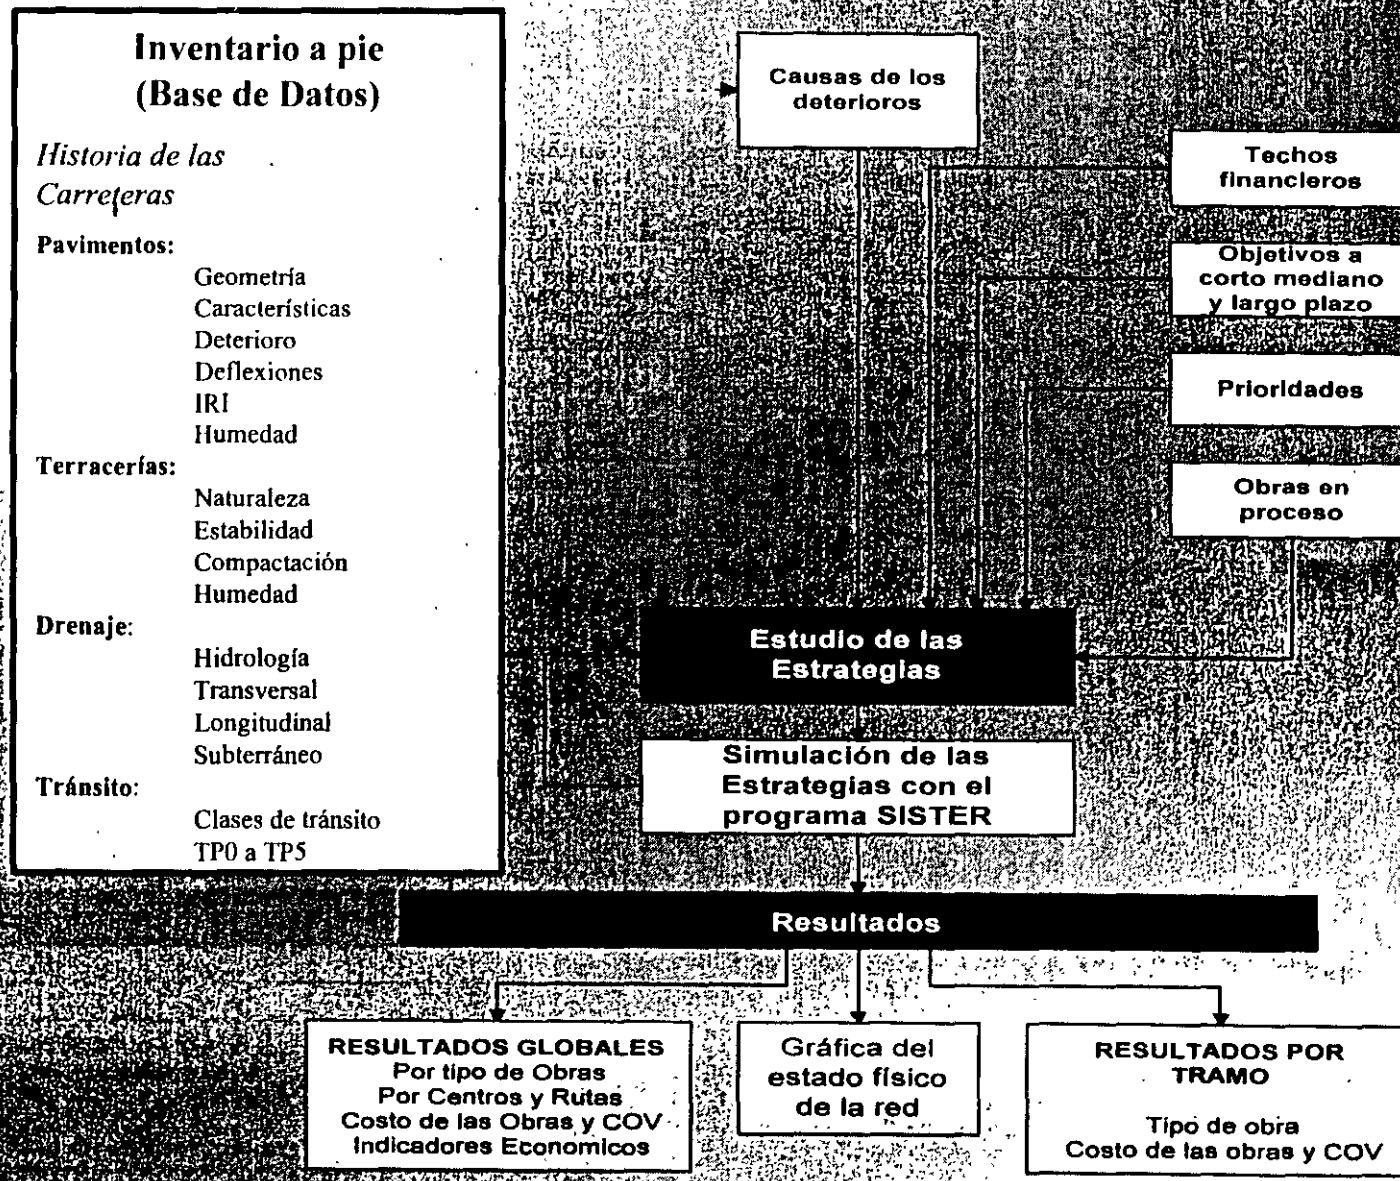 Inventario a pie
(Base de Datos)
Historia de las
Carreteras
Pavimentos:
Geometría
Características
Deterioro
Deflexiones
IRI
Humedad
Terracerías:
Naturaleza
Estabilidad
Compactación
Humedad
Drenaje:
Hidrología
Transversal
Longitudinal
Subterráneo
Tránsito:
Clases de tránsito
TP0 a TP5
Causas de los
deterioros
Techos
financieros
Objetivos a
corto mediano
y largo plazo
Prioridades
Obras en
proceso
Estudio de las
Estrategias
Simulación de las
Estrategias con el
programa SISTER
Resultados
RESULTADOS GLOBALES
Por tipo de Obras
Por Centros y Rutas
Costo de las Obras y COV
Indicadores Economicos
Gráfica del
estado físico
de la red
RESULTADOS POR
TRAMO
Tipo de obra
Costo de las obras y COV